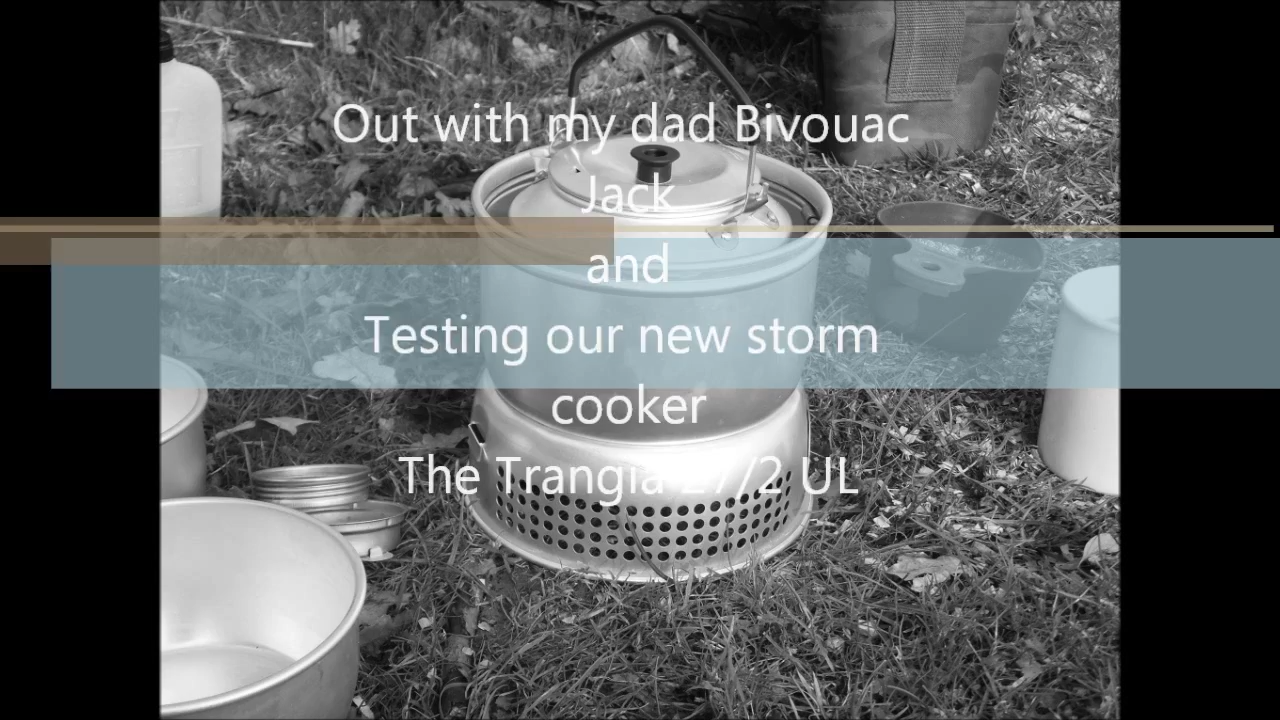 Out with my dad Bivouac
Jack
and
Testing our new storm
cooker
The Trangia 27/2 UL